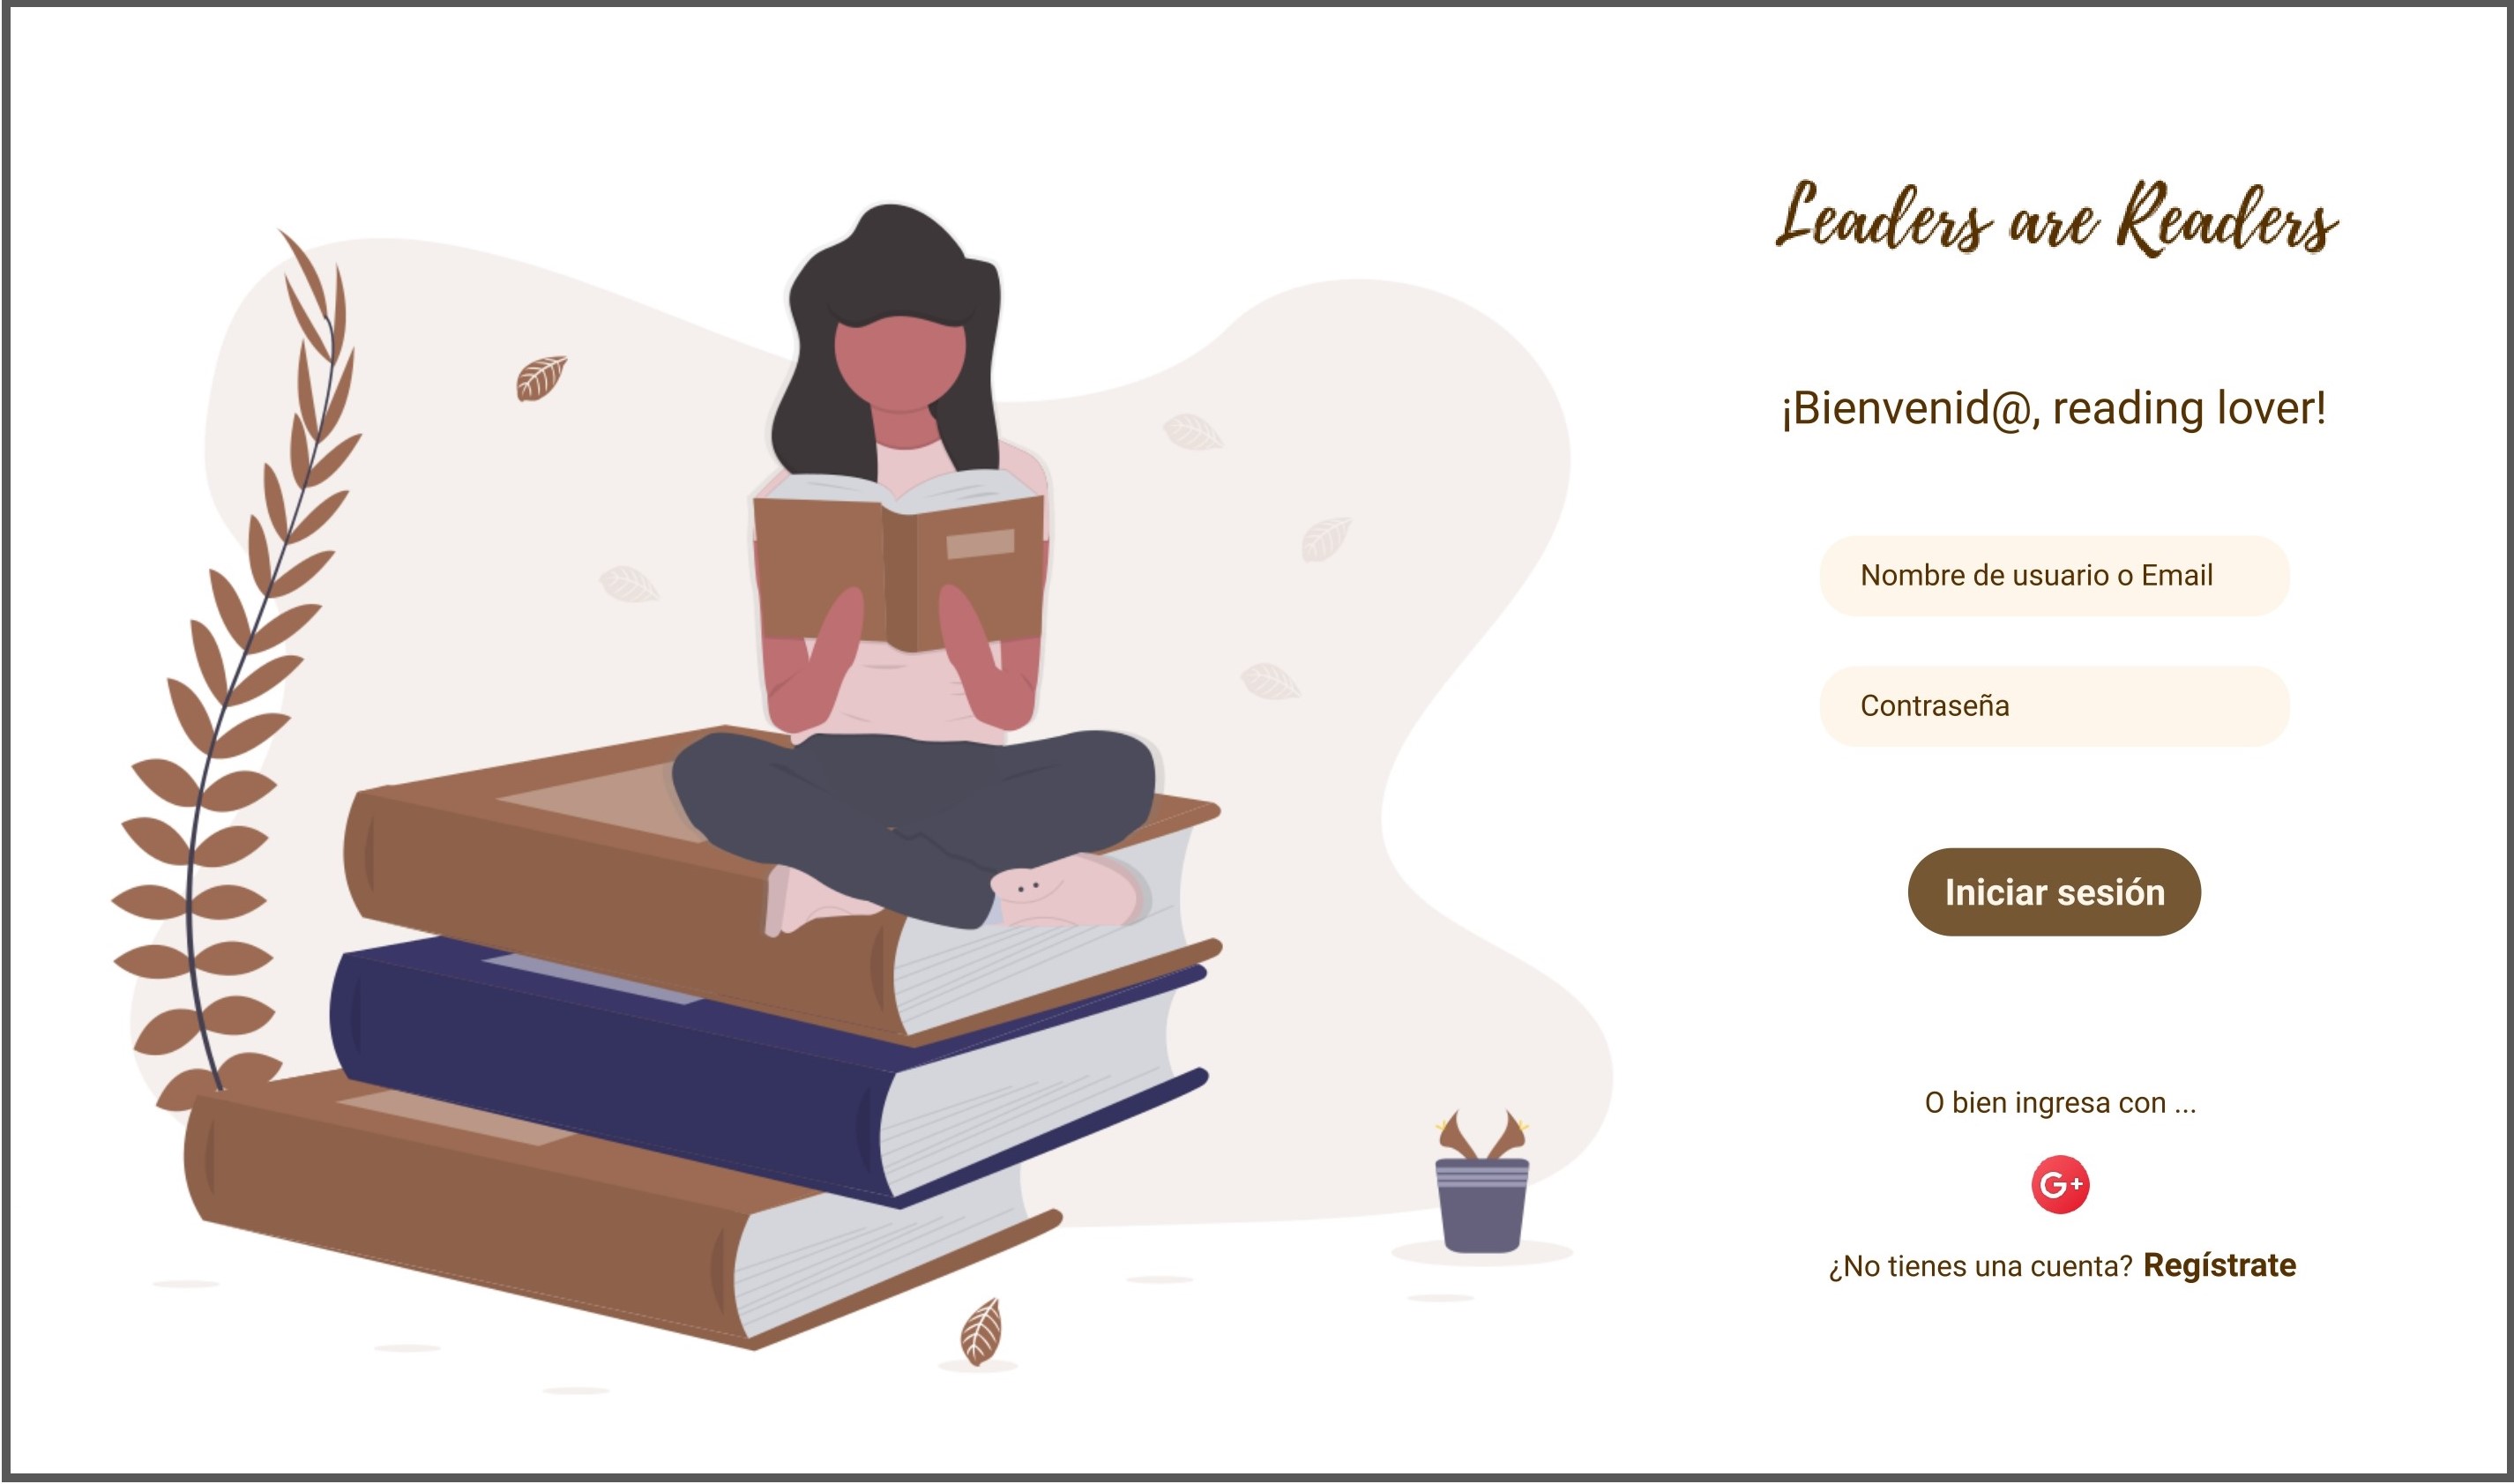 Leaders are Readers
¡Bienvenid@, reading lover!
Nombre de usuario o Email
Contraseña
Iniciar sesión
O bien ingresa con ...
G+
¿No tienes una cuenta? Regístrate